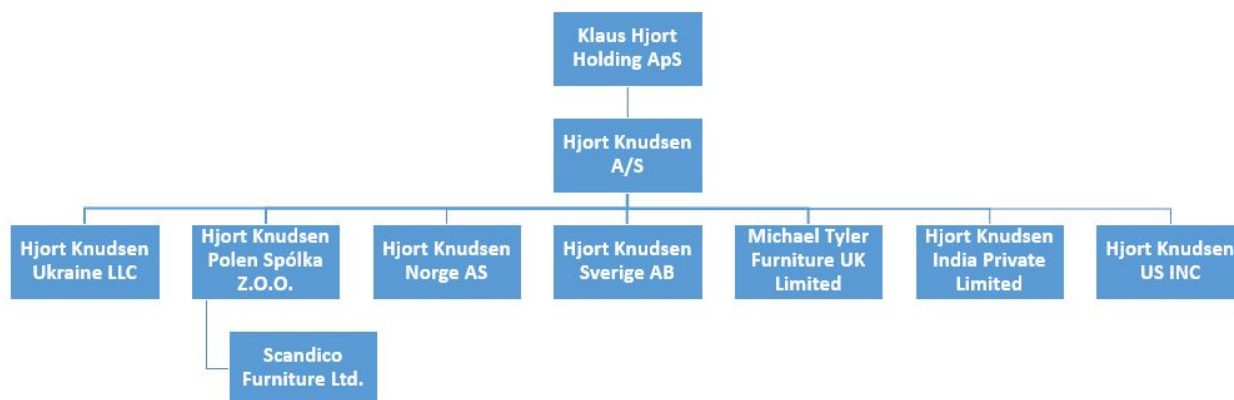 Klaus Hjort
Holding ApS
Hjort Knudsen
A/S
Hjort Knudsen
Ukraine LLC
Hjort Knudsen
Polen Spólka
Z.O.O.
Hjort Knudsen
Norge AS
Hjort Knudsen
Sverige AB
Michael Tyler
Furniture UK
Limited
Hjort Knudsen
India Private
Limited
Hjort Knudsen
US INC
Scandico
Furniture Ltd.